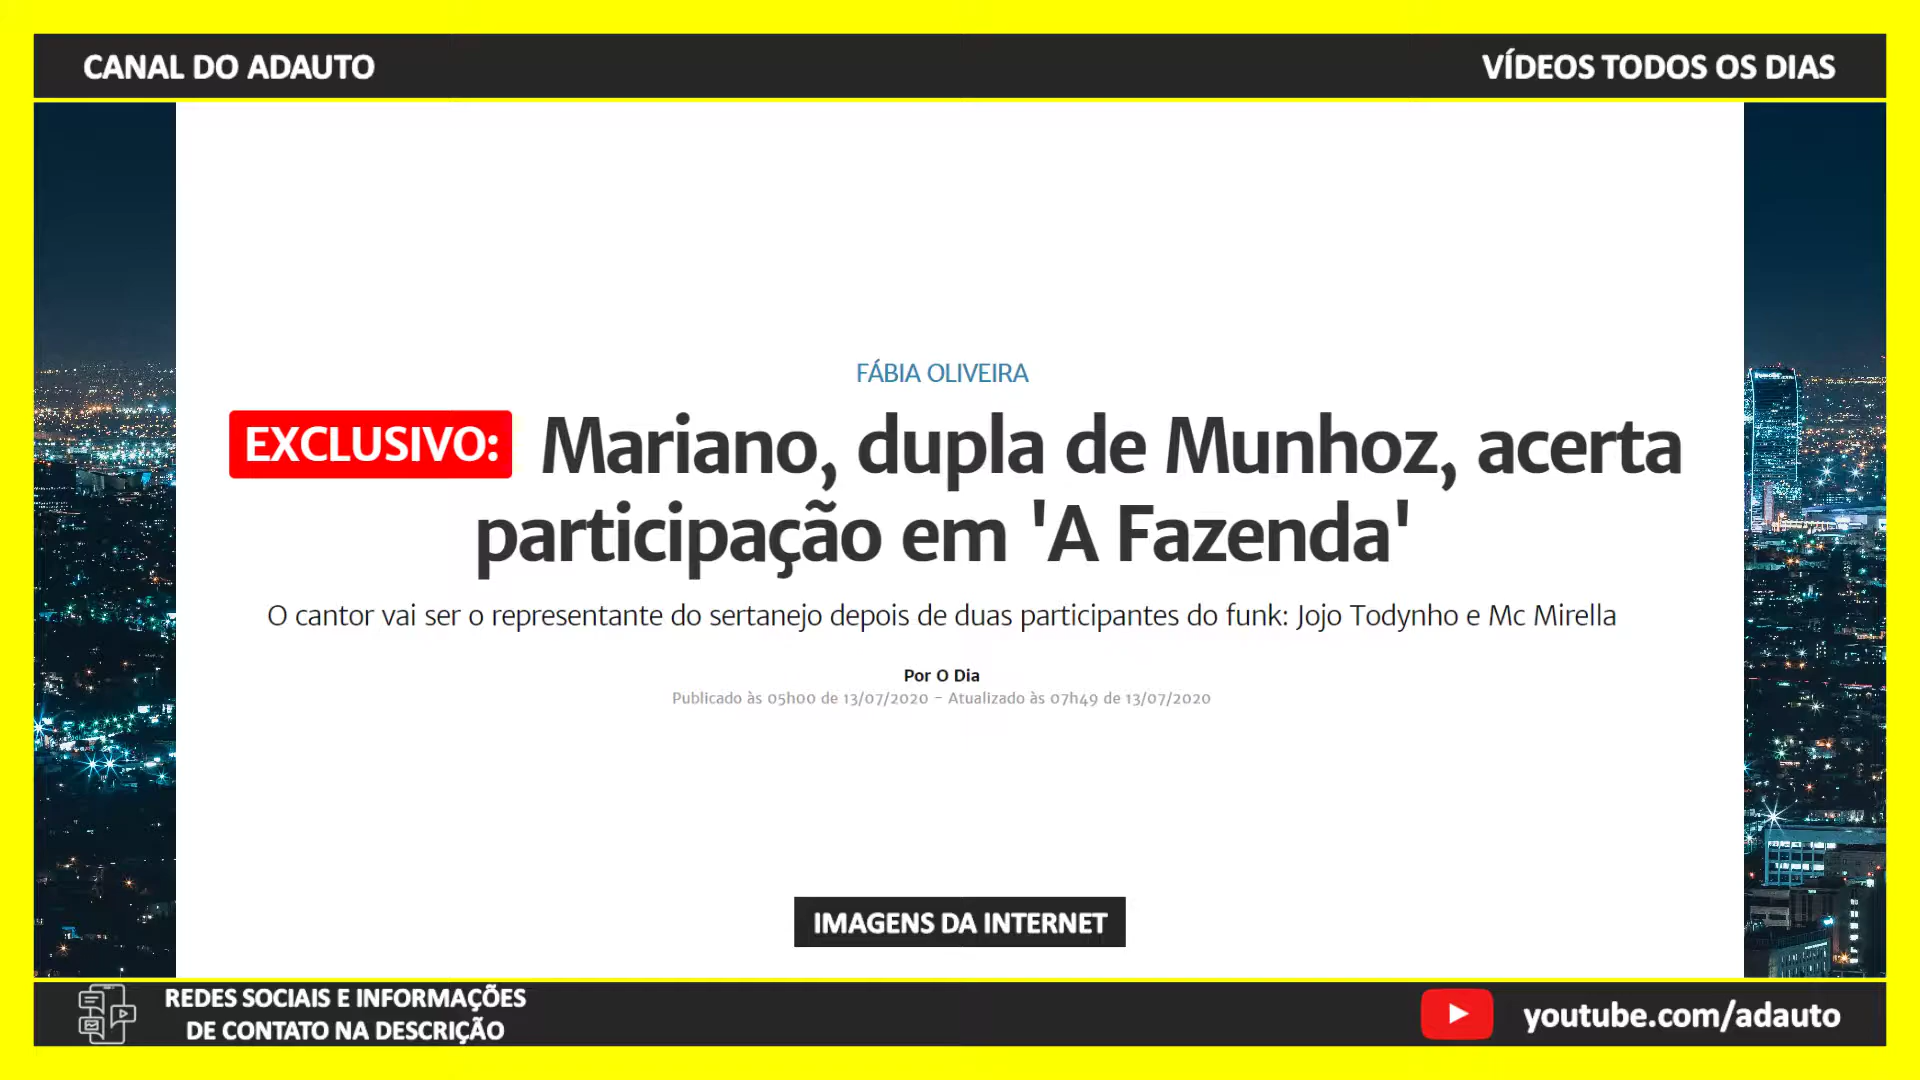 CANAL DO ADAUTO
VÍDEOS TODOS OS DIAS
FÁBIA OLIVEIRA
EXCLUSIVO: Mariano, dupla de Munhoz, acerta
participação em 'A Fazenda'
O cantor vai ser o representante do sertanejo depois de duas participantes do funk: Jojo Todynho e Mc Mirella
Por O Dia
Publicado às 05h00 de 13/07/2020 - Atualizado às 07h49 de 13/07/2020
IMAGENS DA INTERNET
REDES SOCIAIS E INFORMAÇÕES
DE CONTATO NA DESCRIÇÃO
youtube.com/adauto